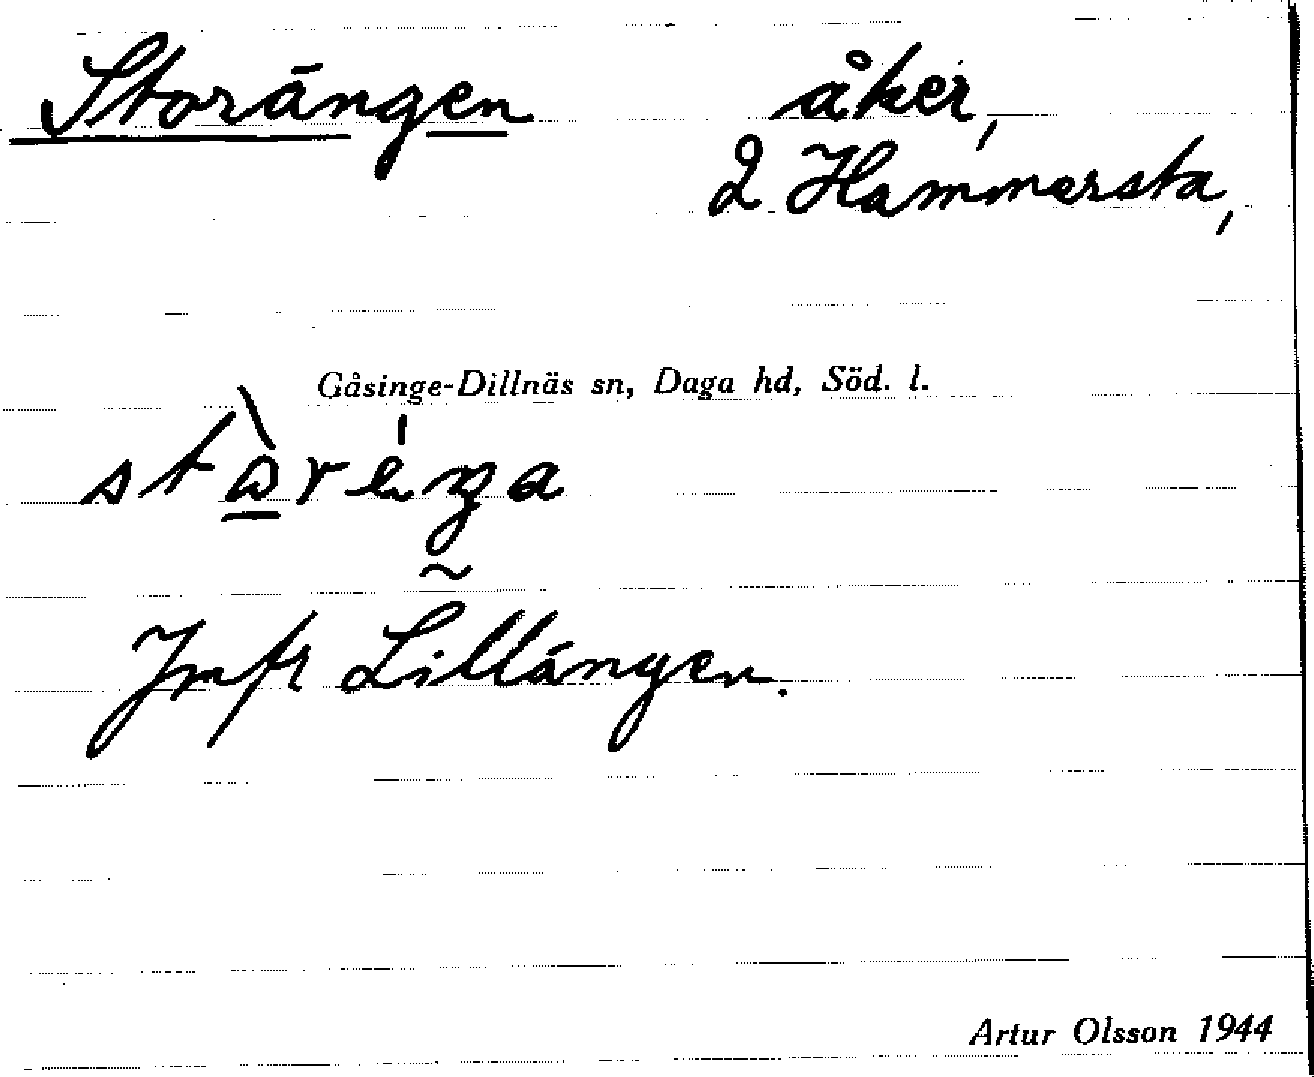 Storängen åker,
2 Hammersta,
Gåsinge-Dillnäs sn, Daga hd, Söd. l.
Jmfr Lillängen.
Artur Olsson 1944